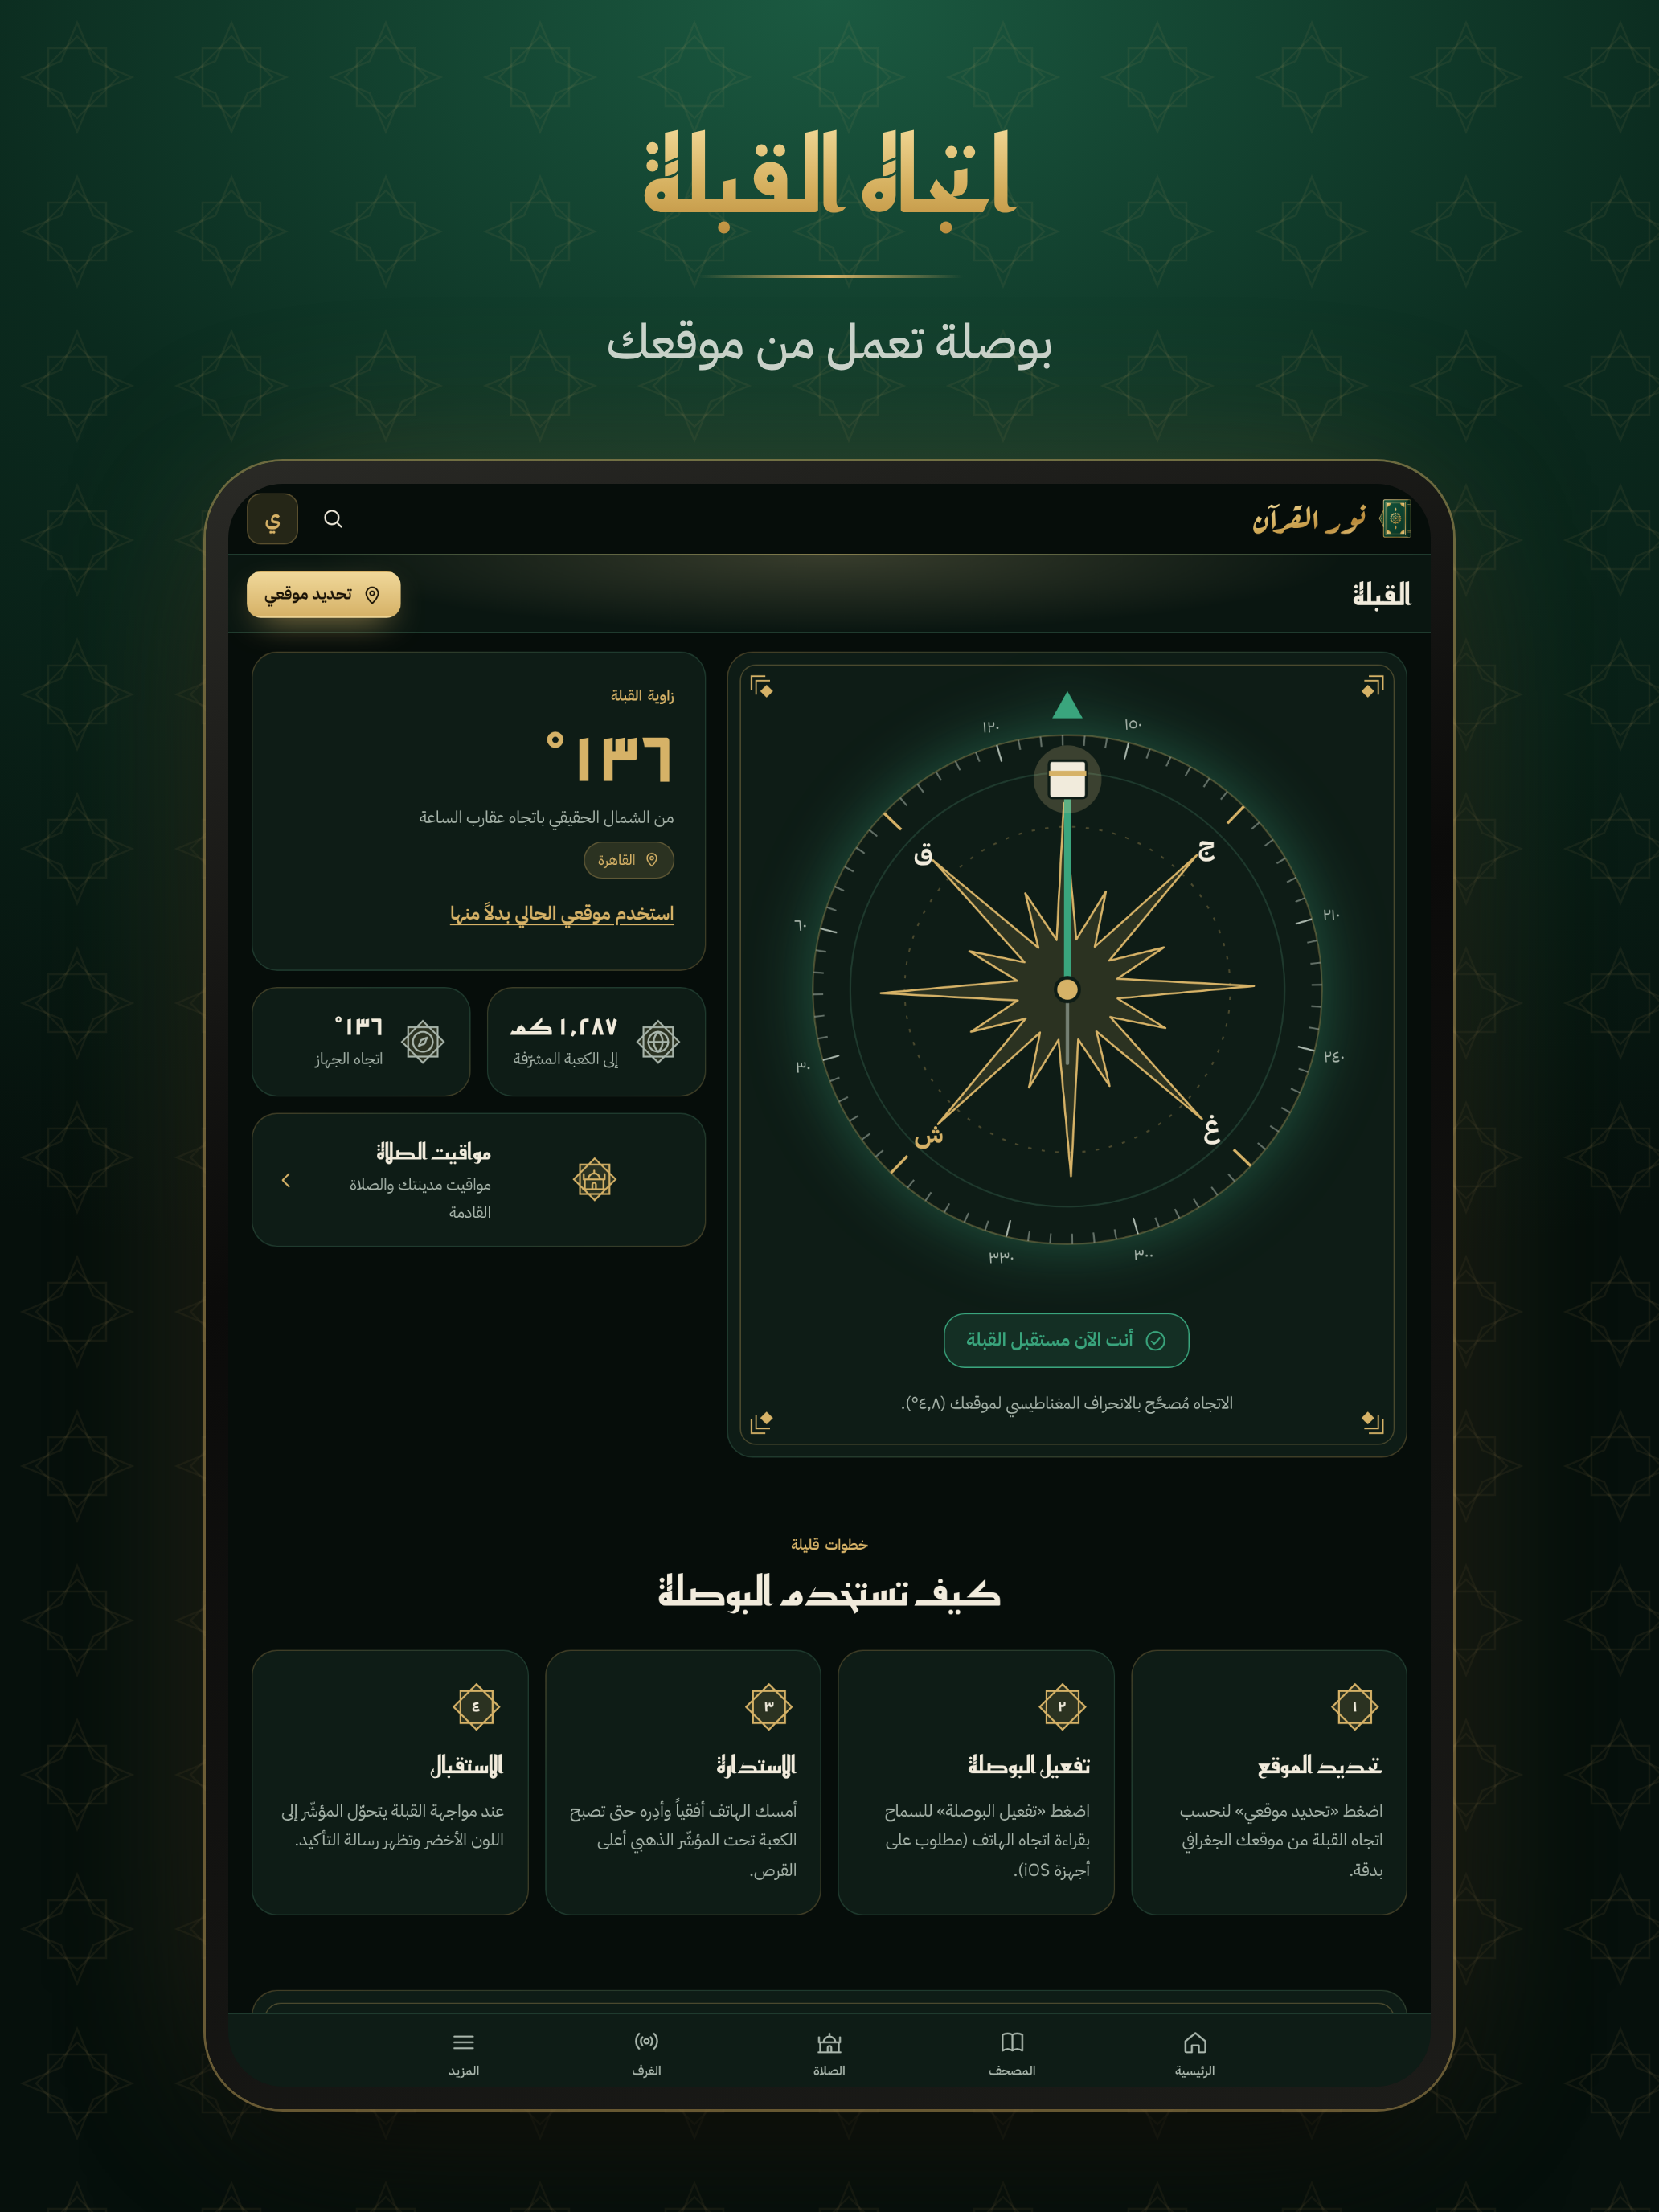 اتجاه القبلة
بوصلة تعمل من موقعك
نور القرآن
ي
القبلة
تحديد موقعي
١٢٠
١٥٠
ق
ج
٦٠
٢١٠
٣٠
٢٤٠
ش
غ
٣٣٠
٣٠٠
أنت الآن مستقبل القبلة
الاتجاه مُصحَّح بالانحراف المغناطيسي لموقعك (٤٫٨°).
زاوية القبلة
١٣٦°
من الشمال الحقيقي باتجاه عقارب الساعة
القاهرة
استخدم موقعي الحالي بدلاً منها
١٬٢٨٧ كم
إلى الكعبة المشرّفة
١٣٦°
اتجاه الجهاز
مواقيت الصلاة
مواقيت مدينتك والصلاة
القادمة
خطوات قليلة
كيف تستخدم البوصلة
١
تحديد الموقع
اضغط «تحديد موقعي» لنحسب
اتجاه القبلة من موقعك الجغرافي
بدقة.
٢
تفعيل البوصلة
اضغط «تفعيل البوصلة» للسماح
بقراءة اتجاه الهاتف (مطلوب على
أجهزة iOS).
٣
الاستدارة
أمسك الهاتف أفقياً وأدِره حتى تصبح
الكعبة تحت المؤشّر الذهبي أعلى
القرص.
٤
الاستقبال
عند مواجهة القبلة يتحوّل المؤشّر إلى
اللون الأخضر وتظهر رسالة التأكيد.
الرئيسية
المصحف
الصلاة
الغرف
المزيد